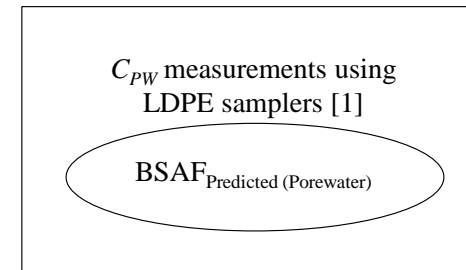 C_PW measurements using
LDPE samplers [1]
BSAF_Predicted (Porewater)